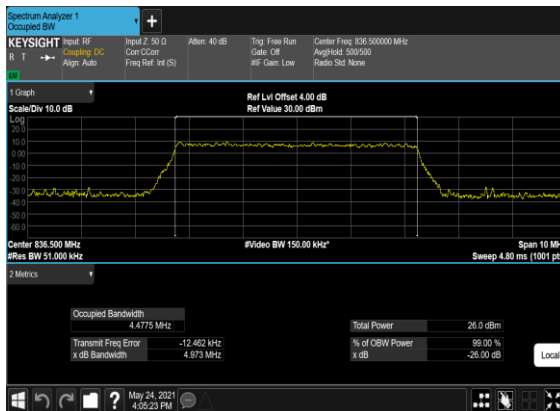 Spectrum Analyzer 1
Occupied BW
KEYSIGHT
R T
Input: RF
Coupling: DC
Align: Auto
Input Z: 50 Ω
Corr CCorr
Freq Ref: Int (S)
Atten: 40 dB
Trig: Free Run
Gate: Off
#IF Gain: Low
Center Freq: 836.500000 MHz
Avg|Hold: 500/500
Radio Std: None
1 Graph
Scale/Div 10.0 dB
Ref Lvl Offset 4.00 dB
Ref Value 30.00 dBm
Log
20.0
10.0
0.00
-10.0
-20.0
-30.0
-40.0
-50.0
-60.0
Center 836.500 MHz
#Video BW 150.00 kHz*
Span 10 MH
#Res BW 51.000 kHz
Sweep 4.80 ms (1001 pt
2 Metrics
Occupied Bandwidth
4.4775 MHz
Total Power 26.0 dBm
Transmit Freq Error -12.462 kHz
% of OBW Power 99.00 %
x dB Bandwidth 4.973 MHz
x dB -26.00 dB
Local
May 24, 2021
4:05:23 PM